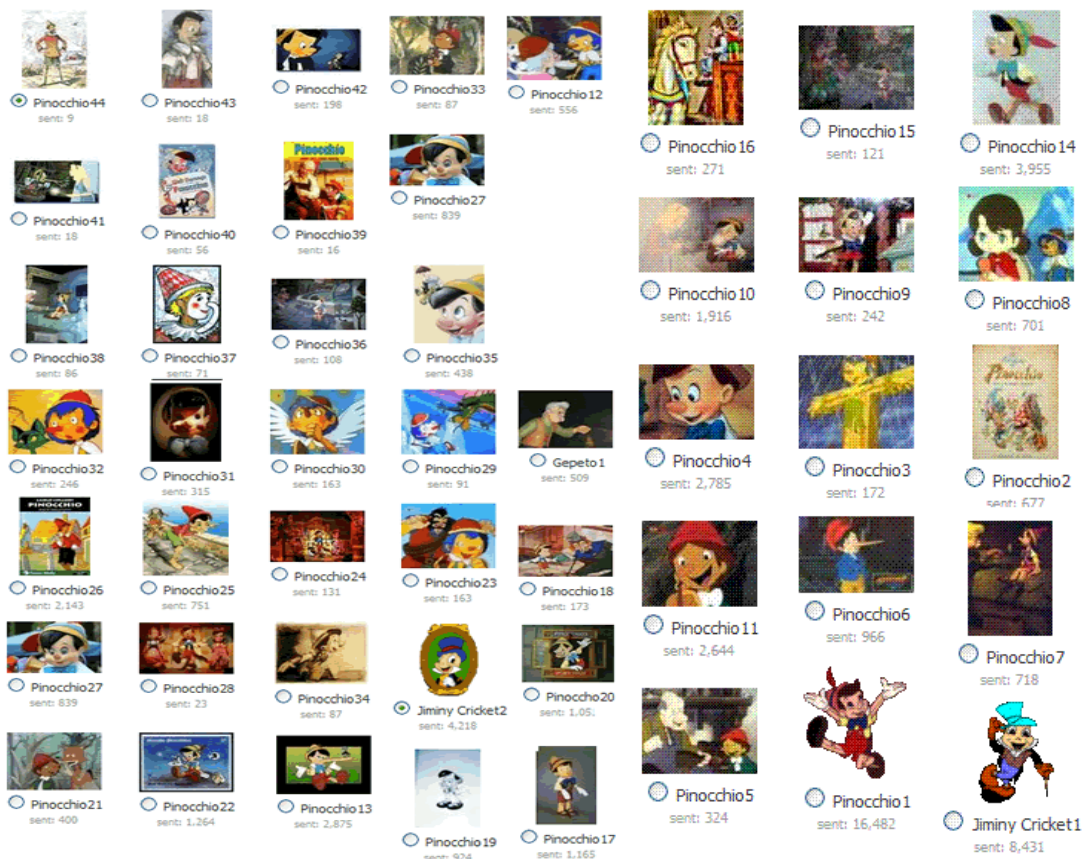 Pinocchio44
sent: 9
Pinocchio43
sent: 18
Pinocchio42
sent: 198
Pinocchio33
sent: 87
Pinocchio12
sent: 556
Pinocchio16
sent: 271
Pinocchio15
sent: 121
Pinocchio14
sent: 3,955
Pinocchio41
sent: 18
Pinocchio40
sent: 56
Pinocchio
Pinocchio39
sent: 16
Pinocchio27
sent: 839
Pinocchio10
sent: 1,916
Pinocchio9
sent: 242
Pinocchio8
sent: 701
Pinocchio38
sent: 86
Pinocchio37
sent: 71
Pinocchio36
sent: 108
Pinocchio35
sent: 438
Pinocchio32
sent: 246
Pinocchio31
sent: 315
Pinocchio30
sent: 163
Pinocchio29
sent: 91
Gepeto1
sent: 509
Pinocchio4
sent: 2,785
Pinocchio3
sent: 172
Pinocchio
Pinocchio2
sent: 677
PINOCCHIO
Pinocchio26
sent: 2,143
Pinocchio25
sent: 751
Pinocchio24
sent: 131
Pinocchio23
sent: 163
Pinocchio18
sent: 173
Pinocchio11
sent: 2,644
Pinocchio6
sent: 966
Pinocchio7
sent: 718
Pinocchio27
sent: 839
Pinocchio28
sent: 23
Pinocchio34
sent: 87
Jiminy Cricket2
sent: 4,218
Pinocchio20
Pinocchio21
sent: 400
Pinocchio22
sent: 1,264
Pinocchio13
sent: 2,875
Pinocchio19
sent: 924
Pinocchio17
sent: 1,165
Pinocchio5
sent: 324
Pinocchio1
sent: 16,482
Jiminy Cricket1
sent: 8,431